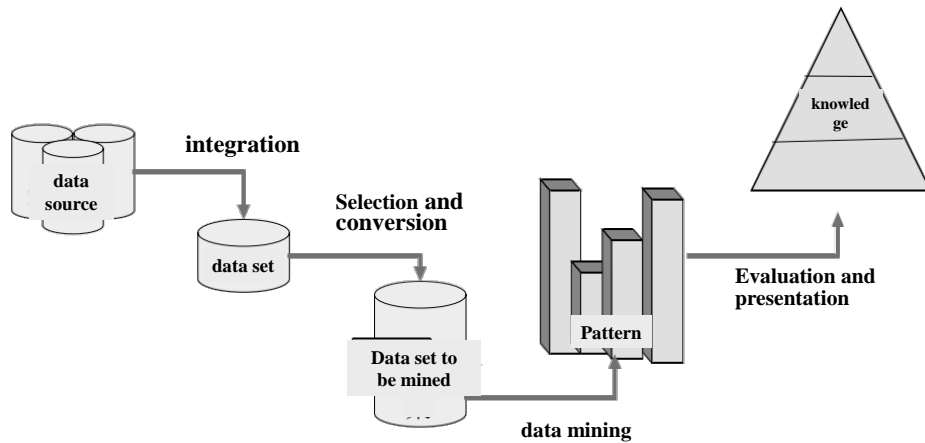 integration
data
source
Selection and
conversion
data set
Data set to
be mined
data mining
Pattern
Evaluation and
presentation
knowled
ge